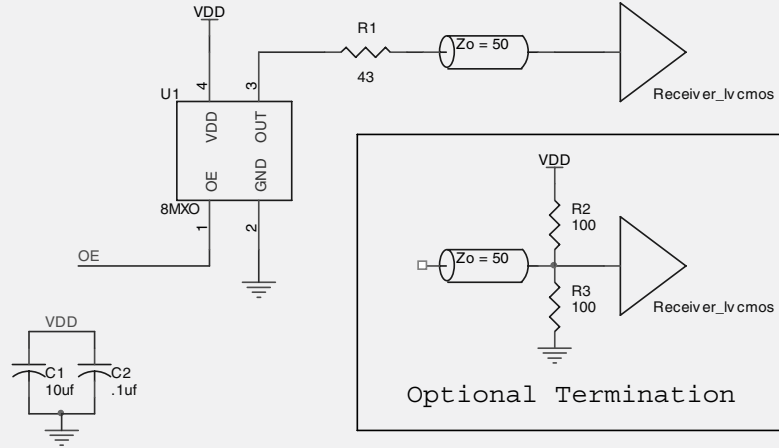 VDD
R1
43
Zo = 50
Receiver_lvcmos
U1
4
3
VDD
OUT
OE
GND
8MXO
1
2
OE
VDD
C1
10uf
C2
.1uf
VDD
R2
100
Zo = 50
R3
100
Receiver_lvcmos
Optional Termination